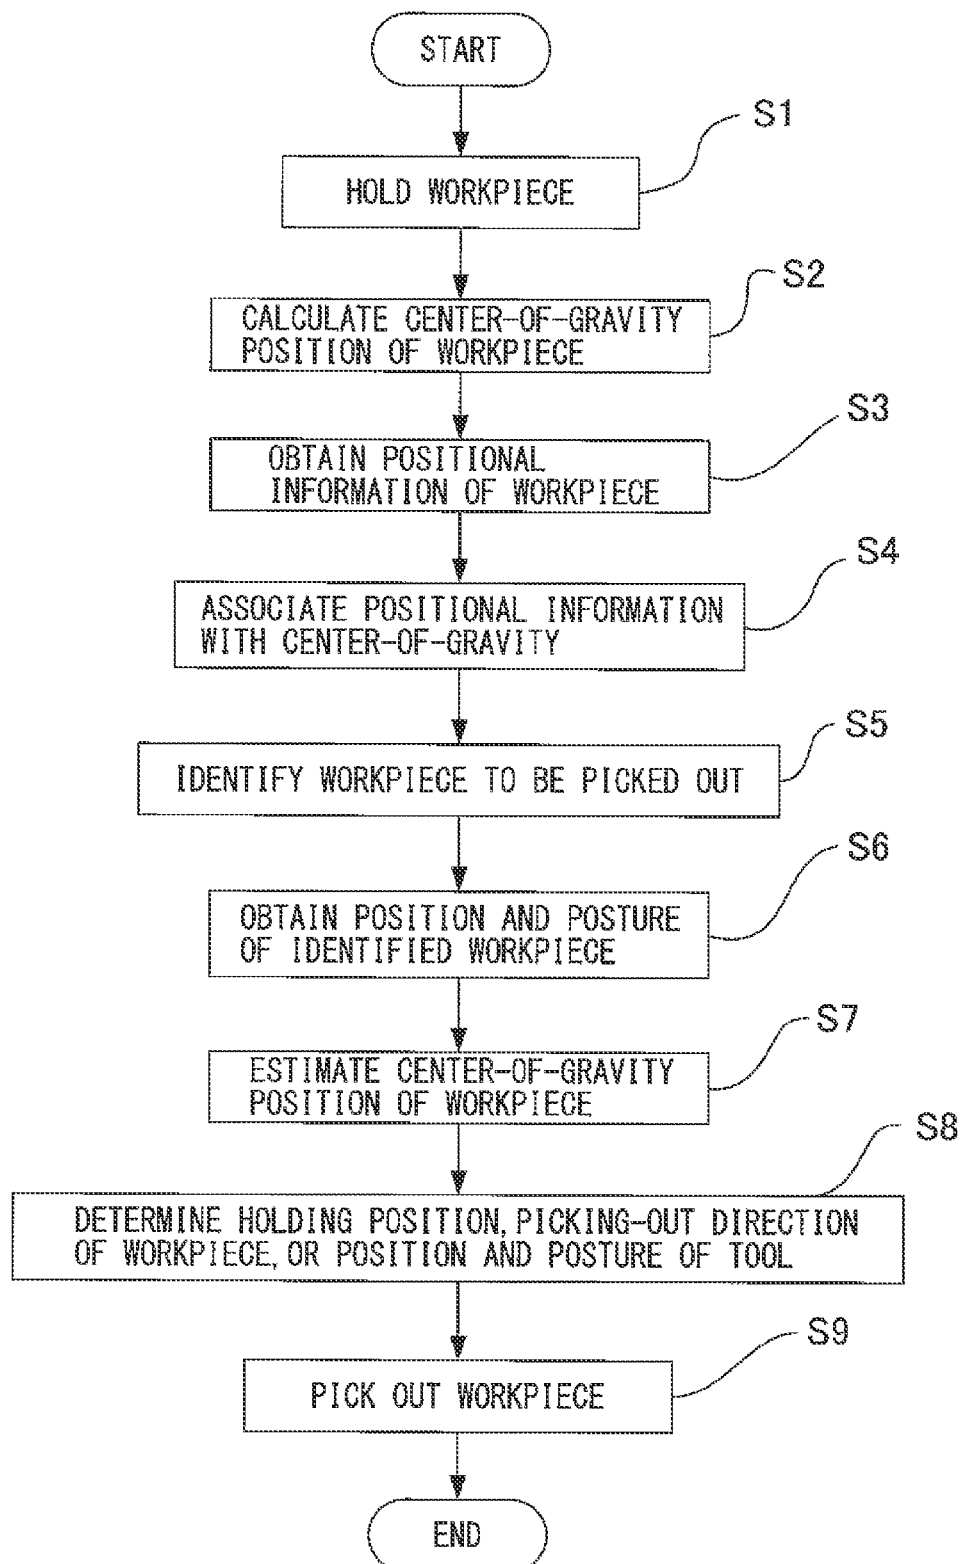 START
S1
HOLD WORKPIECE
S2
CALCULATE CENTER-OF-GRAVITY
POSITION OF WORKPIECE
S3
OBTAIN POSITIONAL
INFORMATION OF WORKPIECE
S4
ASSOCIATE POSITIONAL INFORMATION
WITH CENTER-OF-GRAVITY
S5
IDENTIFY WORKPIECE TO BE PICKED OUT
S6
OBTAIN POSITION AND POSTURE
OF IDENTIFIED WORKPIECE
S7
ESTIMATE CENTER-OF-GRAVITY
POSITION OF WORKPIECE
S8
DETERMINE HOLDING POSITION, PICKING-OUT DIRECTION
OF WORKPIECE, OR POSITION AND POSTURE OF TOOL
S9
PICK OUT WORKPIECE
END